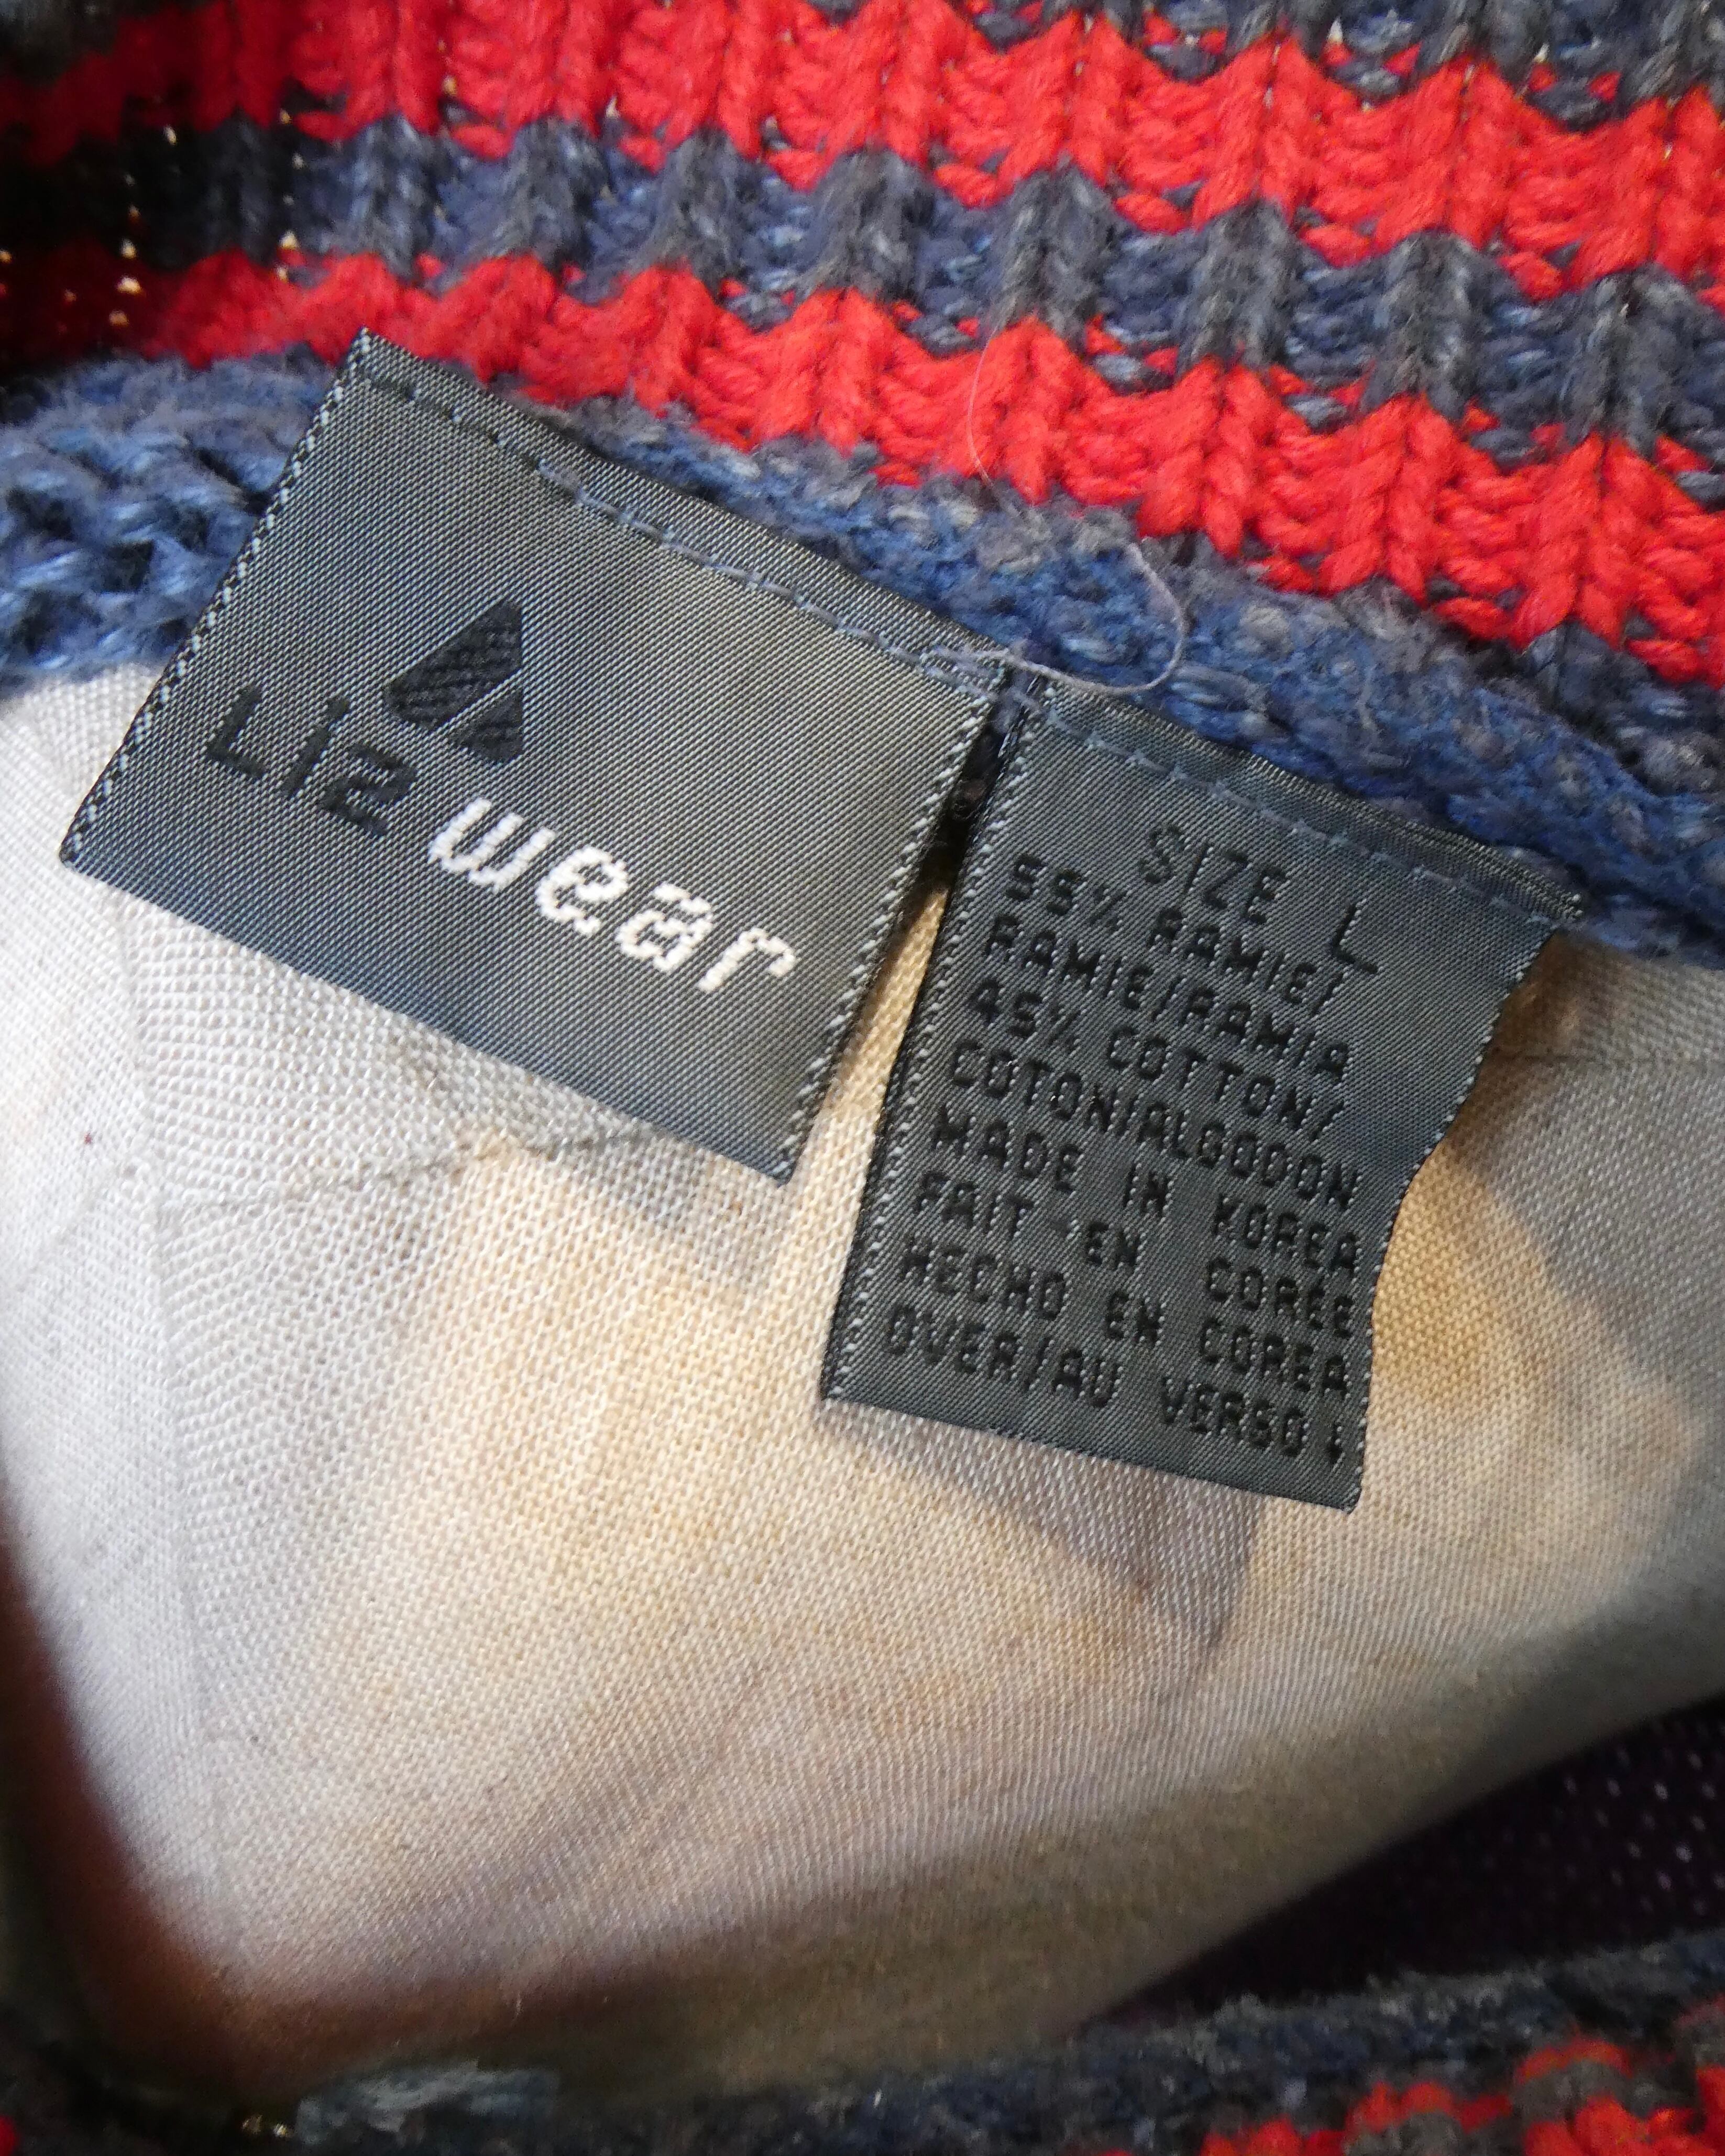 Liz wear
SIZE L
55% RAMIE/
RAMIE/RAMIA
45% COTTON/
COTON/ALGODON
MADE IN KOREA
FAIT EN CORÉE
HECHO EN COREA
OVER/AU VERSO ↓